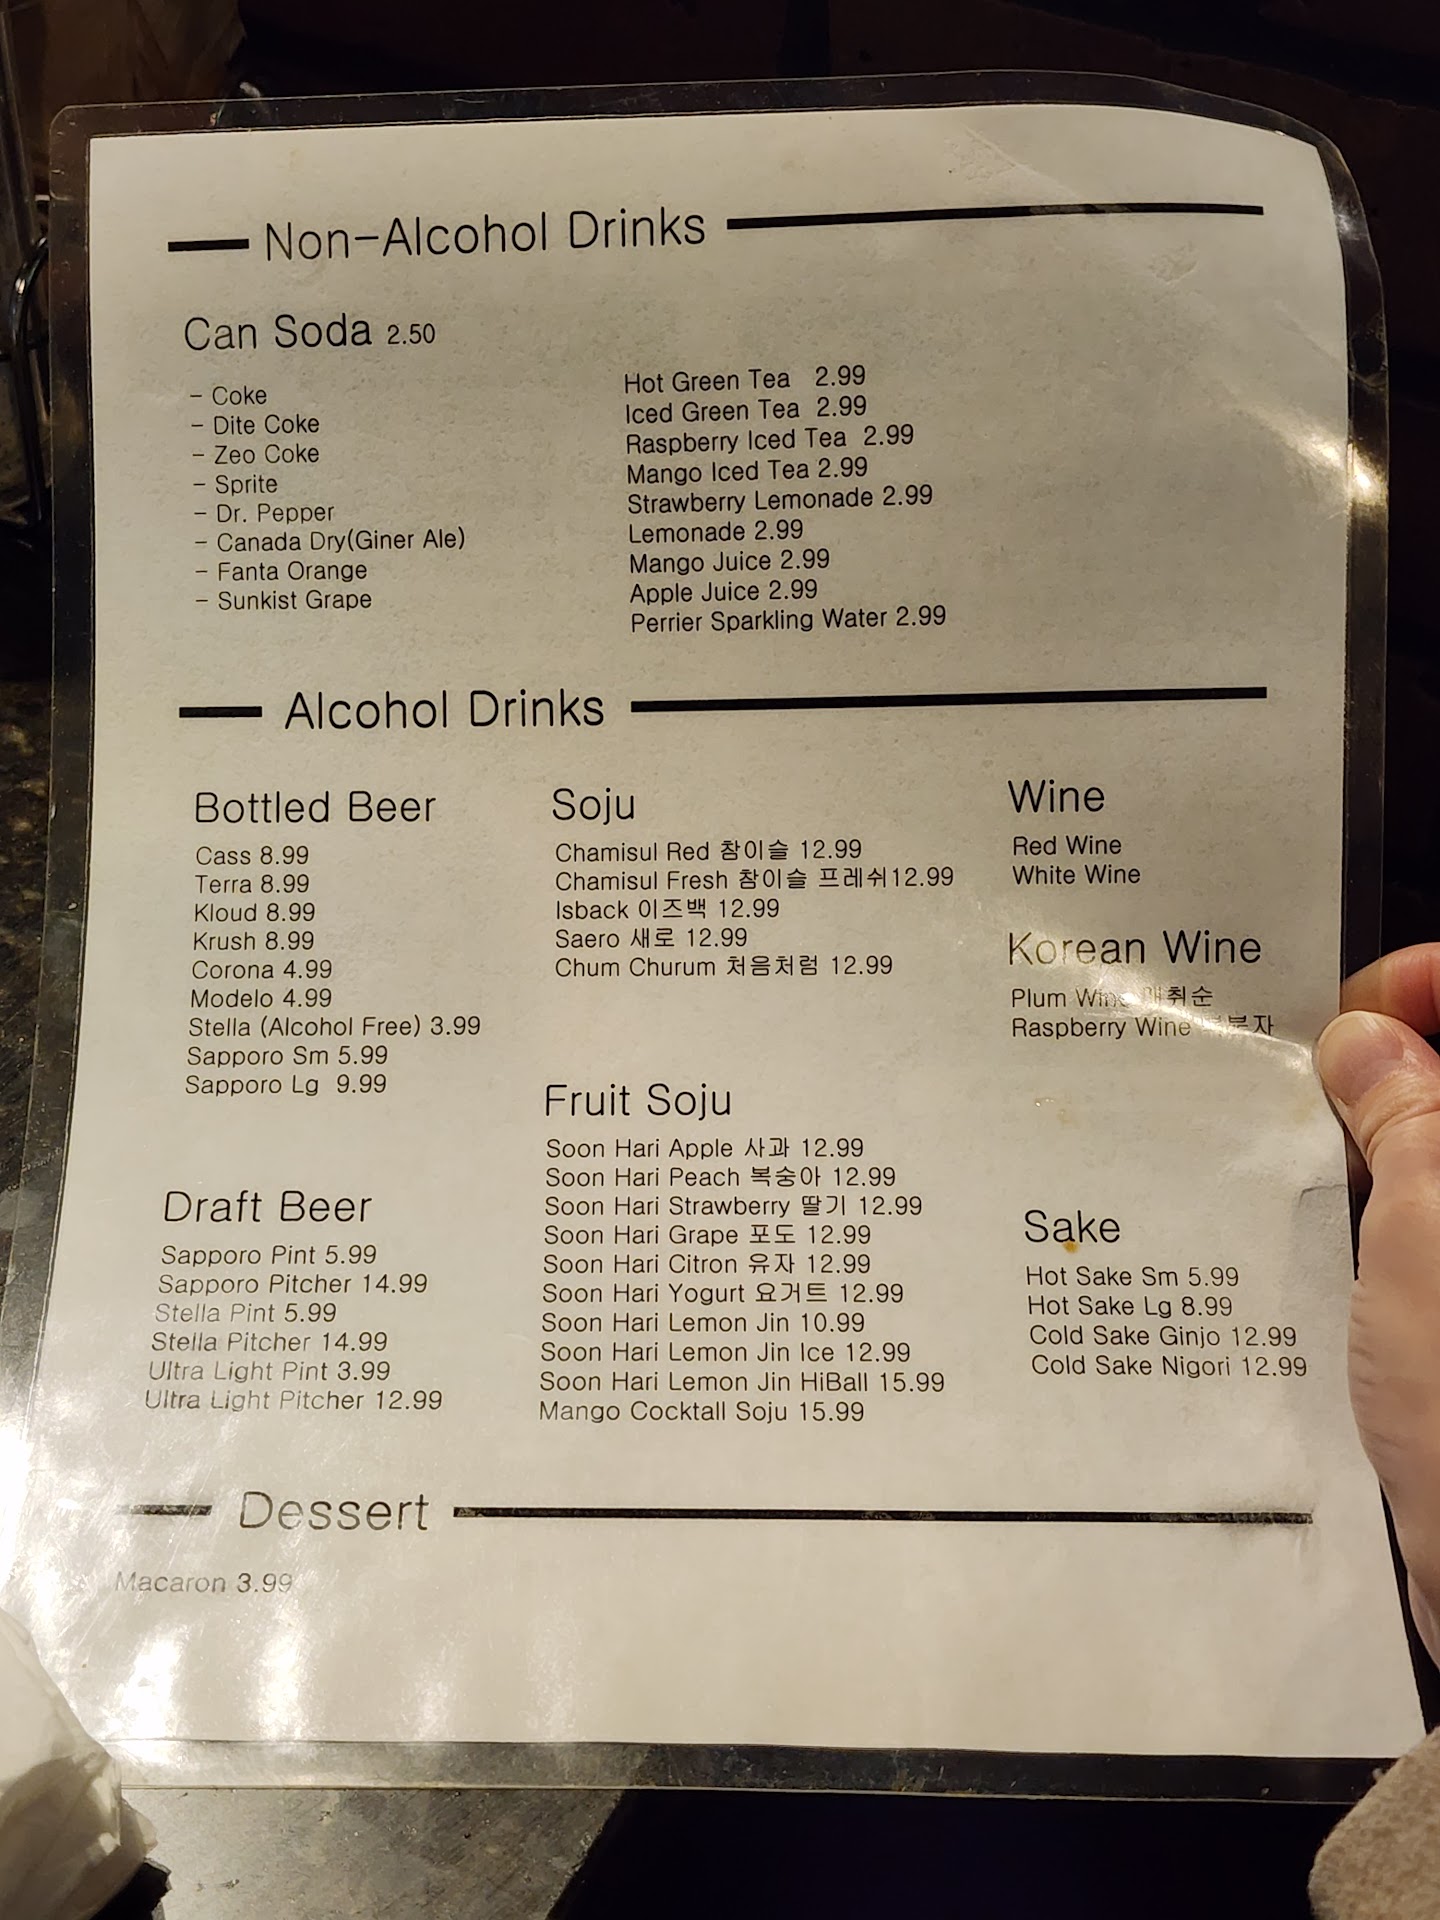 Non-Alcohol Drinks
Can Soda 2.50
- Coke
- Dite Coke
- Zeo Coke
- Sprite
- Dr. Pepper
- Canada Dry(Giner Ale)
- Fanta Orange
- Sunkist Grape
Hot Green Tea 2.99
Iced Green Tea 2.99
Raspberry Iced Tea 2.99
Mango Iced Tea 2.99
Strawberry Lemonade 2.99
Lemonade 2.99
Mango Juice 2.99
Apple Juice 2.99
Perrier Sparkling Water 2.99
Alcohol Drinks
Bottled Beer
Cass 8.99
Terra 8.99
Kloud 8.99
Krush 8.99
Corona 4.99
Modelo 4.99
Stella (Alcohol Free) 3.99
Sapporo Sm 5.99
Sapporo Lg 9.99
Draft Beer
Sapporo Pint 5.99
Sapporo Pitcher 14.99
Stella Pint 5.99
Stella Pitcher 14.99
Ultra Light Pint 3.99
Ultra Light Pitcher 12.99
Soju
Chamisul Red 참이슬 12.99
Chamisul Fresh 참이슬 프레쉬12.99
Isback 이즈백 12.99
Saero 새로 12.99
Chum Churum 처음처럼 12.99
Fruit Soju
Soon Hari Apple 사과 12.99
Soon Hari Peach 복숭아 12.99
Soon Hari Strawberry 딸기 12.99
Soon Hari Grape 포도 12.99
Soon Hari Citron 유자 12.99
Soon Hari Yogurt 요거트 12.99
Soon Hari Lemon Jin 10.99
Soon Hari Lemon Jin Ice 12.99
Soon Hari Lemon Jin HiBall 15.99
Mango Cocktall Soju 15.99
Wine
Red Wine
White Wine
Korean Wine
Plum Wine 매취순
Raspberry Wine
Sake
Hot Sake Sm 5.99
Hot Sake Lg 8.99
Cold Sake Ginjo 12.99
Cold Sake Nigori 12.99
Dessert
Macaron 3.99